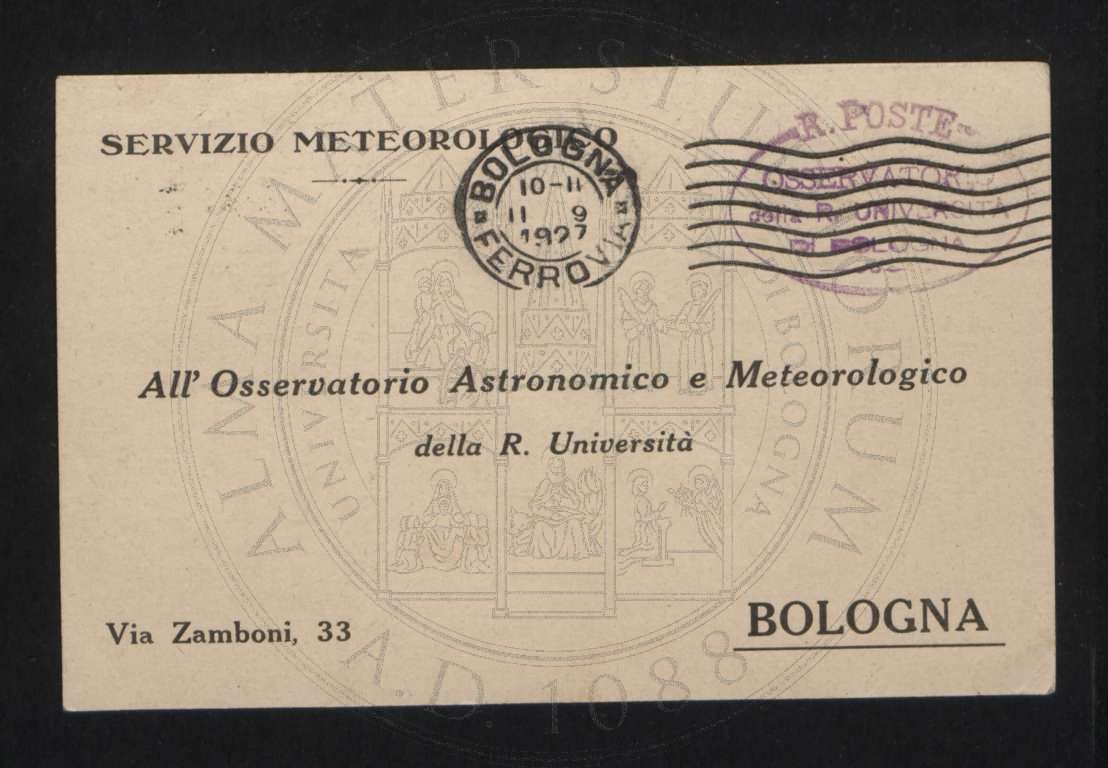 SERVIZIO METEOROLOGICO
BOLOGNA
10-11
11 9
1927
FERROVIA
R. POSTE
OSSERVATOR
della R. UNIVERSITÀ
DI BOLOGNA
All' Osservatorio Astronomico e Meteorologico
della R. Università
Via Zamboni, 33
BOLOGNA
ALMA MATER STUDIORUM
UNIVERSITÀ DI BOLOGNA
A.D. 1088